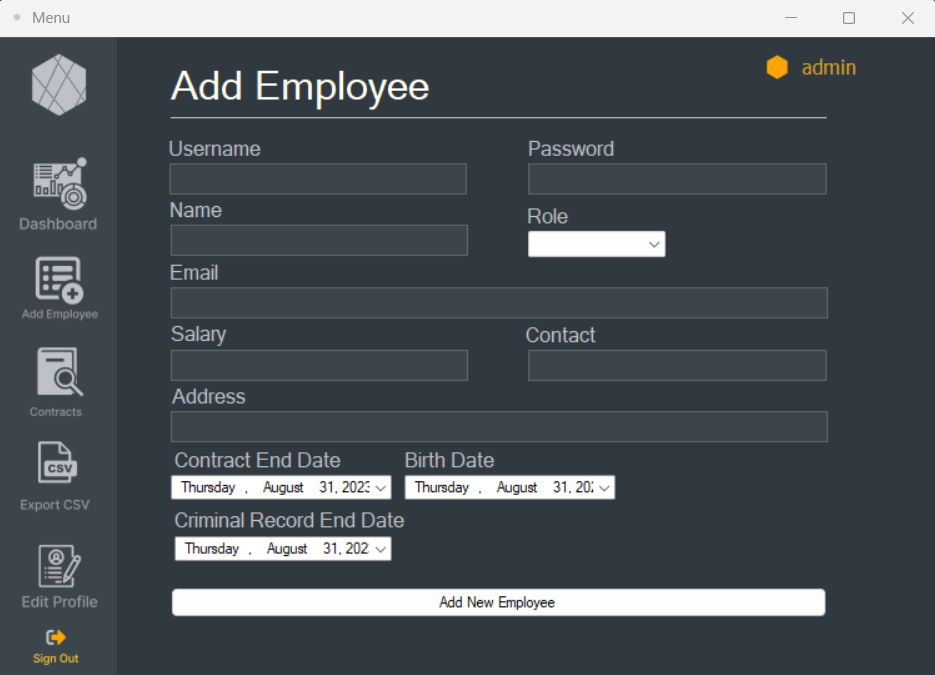 Menu
admin
Add Employee
Username Password
Name Role
Email
Salary Contact
Address
Contract End Date Birth Date
Thursday , August 31, 2023 Thursday , August 31, 202
Criminal Record End Date
Thursday , August 31, 202
Add New Employee
Dashboard
Add Employee
Contracts
CSV
Export CSV
Edit Profile
Sign Out